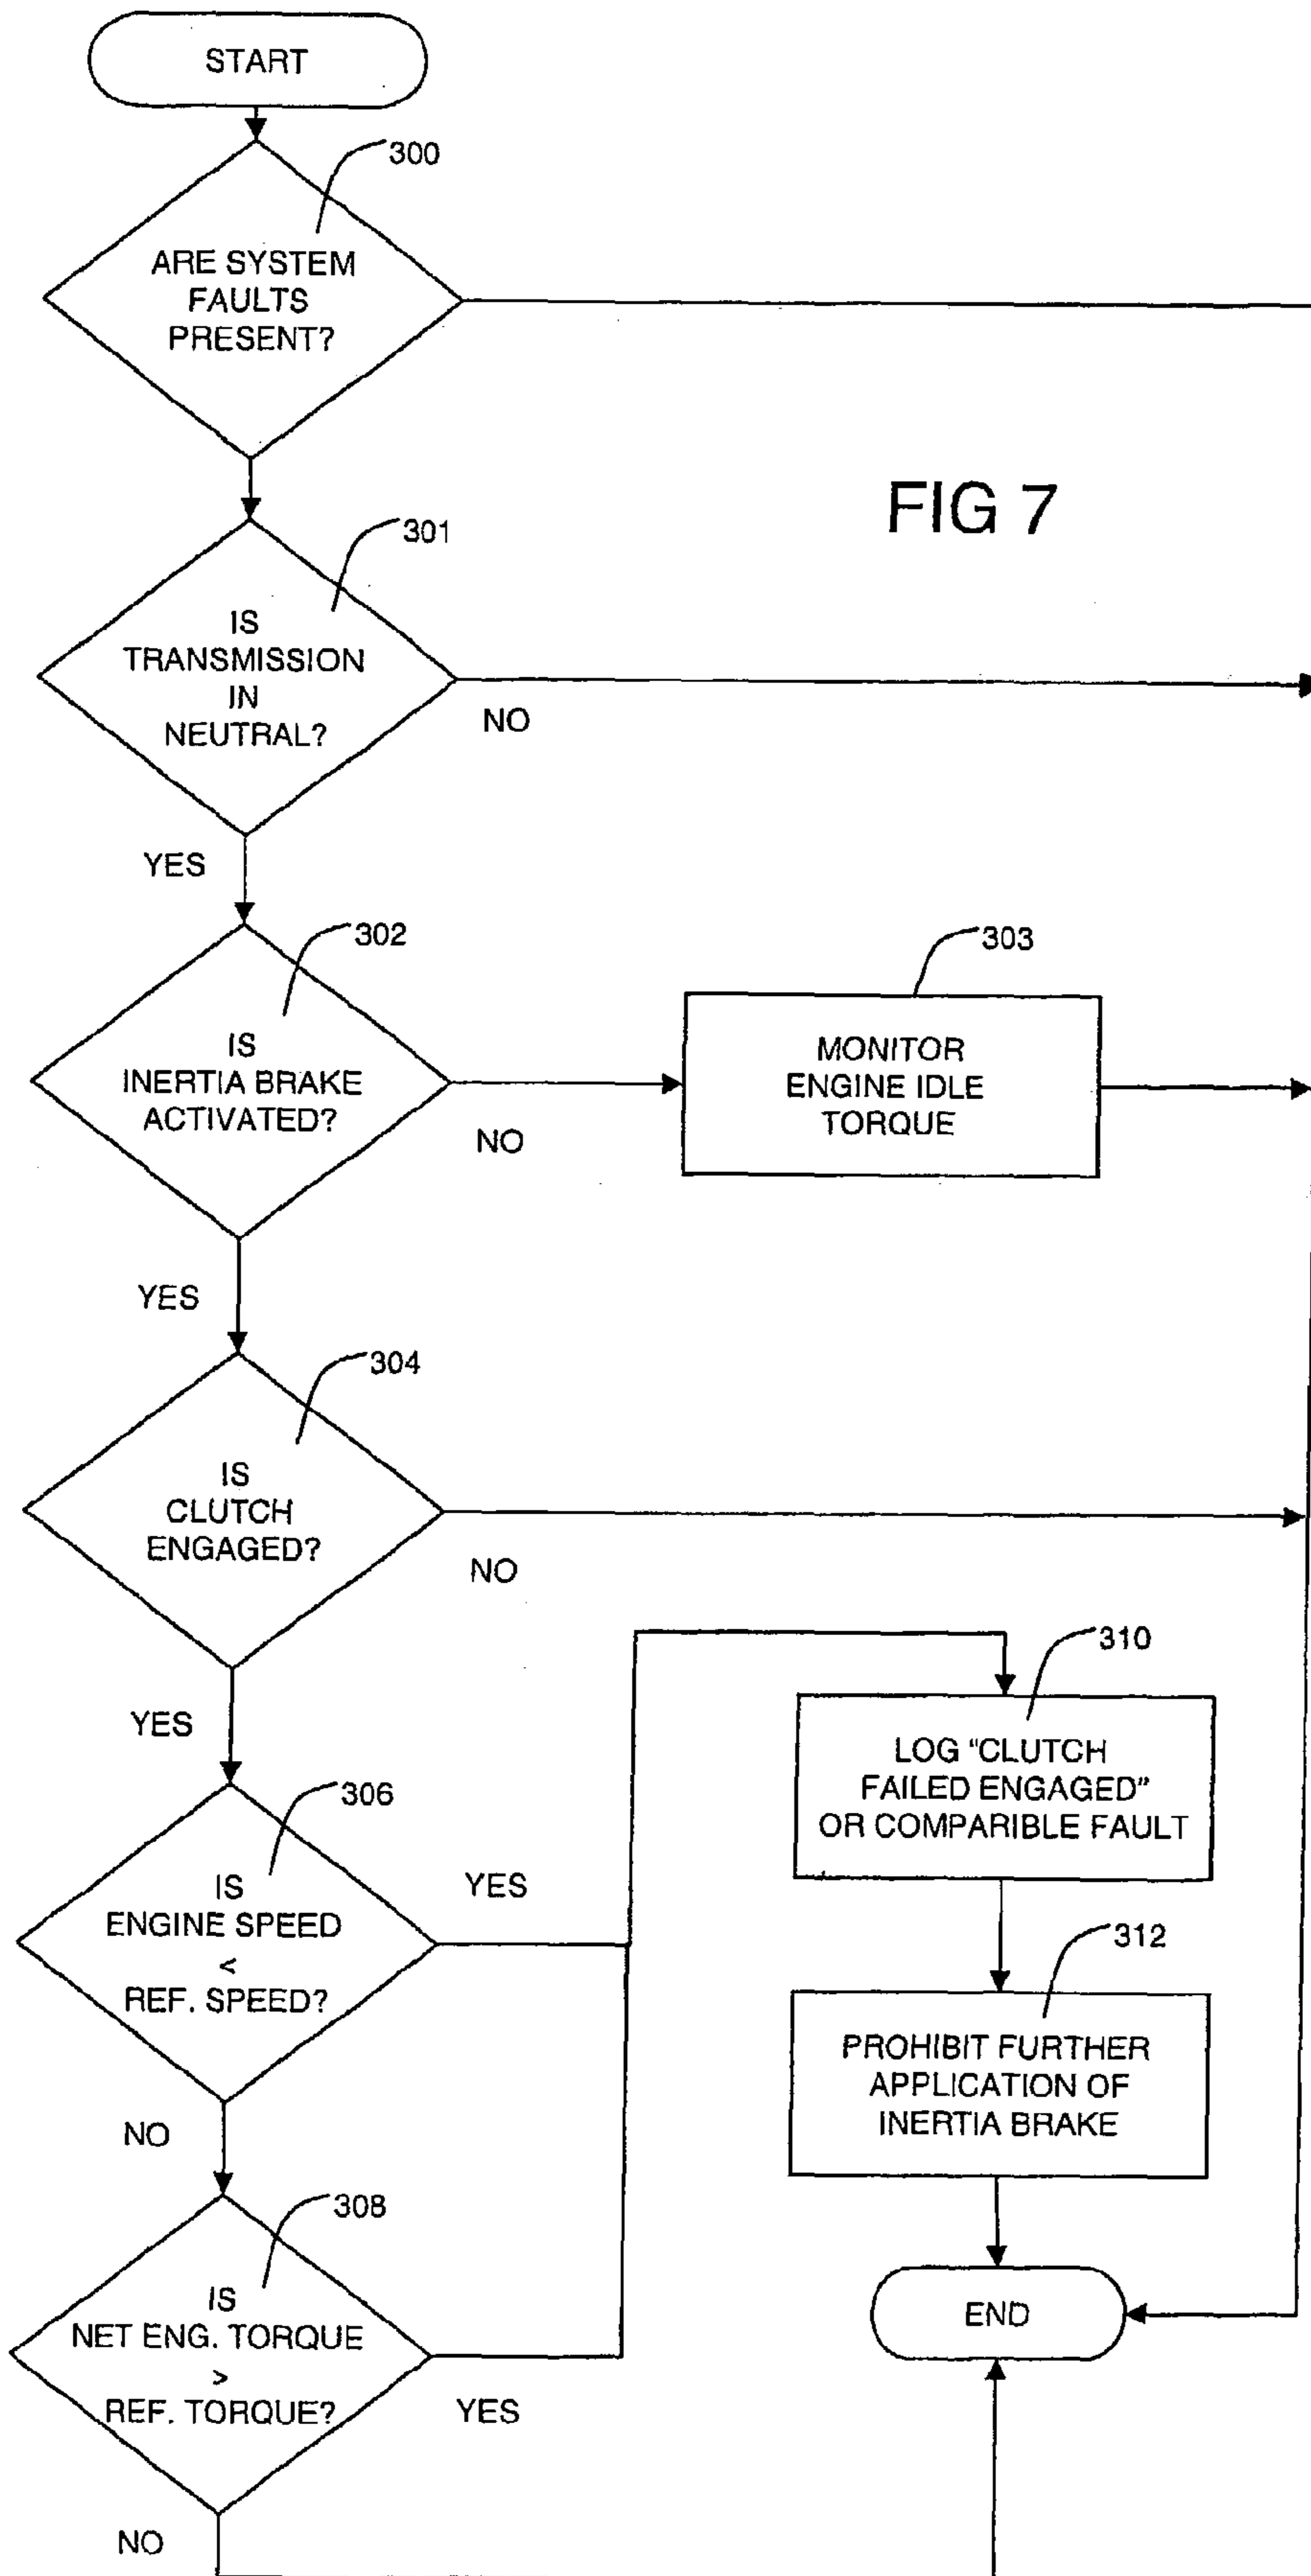 START
300
ARE SYSTEM
FAULTS
PRESENT?
FIG 7
301
IS
TRANSMISSION
IN
NEUTRAL?
NO
YES
302
IS
INERTIA BRAKE
ACTIVATED?
NO
303
MONITOR
ENGINE IDLE
TORQUE
YES
304
IS
CLUTCH
ENGAGED?
NO
YES
306
IS
ENGINE SPEED
<
REF. SPEED?
YES
310
LOG "CLUTCH
FAILED ENGAGED"
OR COMPARIBLE FAULT
312
PROHIBIT FURTHER
APPLICATION OF
INERTIA BRAKE
NO
308
IS
NET ENG. TORQUE
>
REF. TORQUE?
YES
END
NO